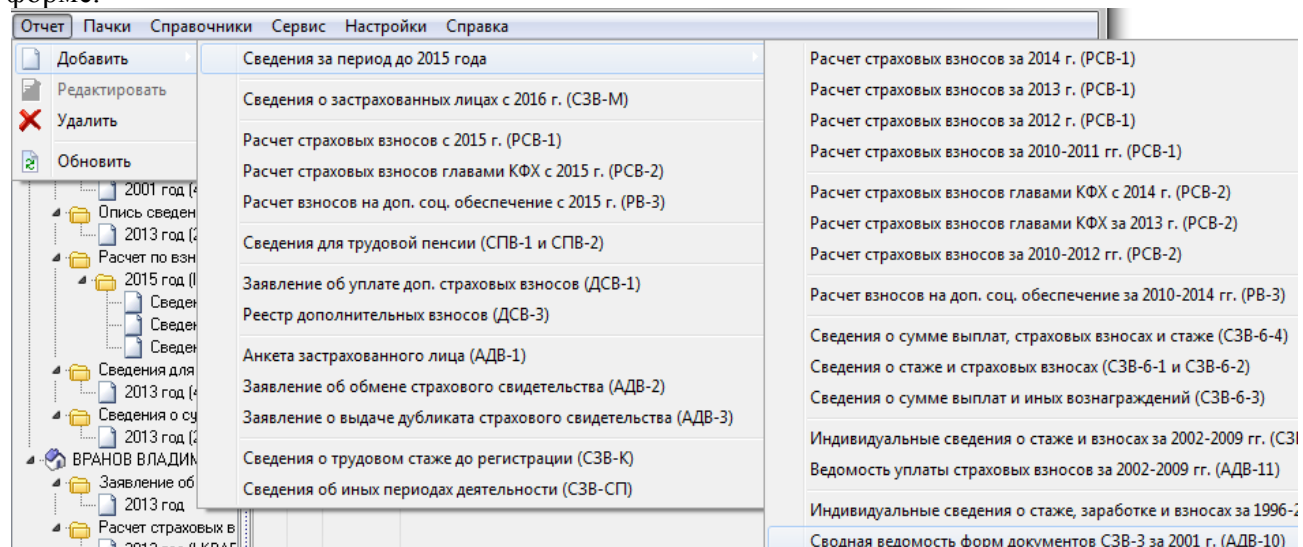 форме.
Отчет Пачки Справочники Сервис Настройки Справка
Добавить
Редактировать
Удалить
Обновить
Сведения за период до 2015 года
Сведения о застрахованных лицах с 2016 г. (СЗВ-М)
Расчет страховых взносов с 2015 г. (РСВ-1)
Расчет страховых взносов главами КФХ с 2015 г. (РСВ-2)
Расчет взносов на доп. соц. обеспечение с 2015 г. (РВ-3)
Сведения для трудовой пенсии (СПВ-1 и СПВ-2)
Заявление об уплате доп. страховых взносов (ДСВ-1)
Реестр дополнительных взносов (ДСВ-3)
Анкета застрахованного лица (АДВ-1)
Заявление об обмене страхового свидетельства (АДВ-2)
Заявление о выдаче дубликата страхового свидетельства (АДВ-3)
Сведения о трудовом стаже до регистрации (СЗВ-К)
Сведения об иных периодах деятельности (СЗВ-СП)
Расчет страховых взносов за 2014 г. (РСВ-1)
Расчет страховых взносов за 2013 г. (РСВ-1)
Расчет страховых взносов за 2012 г. (РСВ-1)
Расчет страховых взносов за 2010-2011 гг. (РСВ-1)
Расчет страховых взносов главами КФХ с 2014 г. (РСВ-2)
Расчет страховых взносов главами КФХ за 2013 г. (РСВ-2)
Расчет страховых взносов за 2010-2012 гг. (РСВ-2)
Расчет взносов на доп. соц. обеспечение за 2010-2014 гг. (РВ-3)
Сведения о сумме выплат, страховых взносах и стаже (СЗВ-6-4)
Сведения о стаже и страховых взносах (СЗВ-6-1 и СЗВ-6-2)
Сведения о сумме выплат и иных вознаграждений (СЗВ-6-3)
Индивидуальные сведения о стаже и взносах за 2002-2009 гг. (СЗ
Ведомость уплаты страховых взносов за 2002-2009 гг. (АДВ-11)
Индивидуальные сведения о стаже, заработке и взносах за 1996-2
Сводная ведомость форм документов СЗВ-3 за 2001 г. (АДВ-10)
2001 год (4
Опись сведен
2013 год (2
Расчет по взн
2015 год (I
Сведен
Сведен
Сведен
Сведения для
2013 год (4
Сведения о су
2013 год (2
ВРАНОВ ВЛАДИМ
Заявление об
2013 год
Расчет страховых в